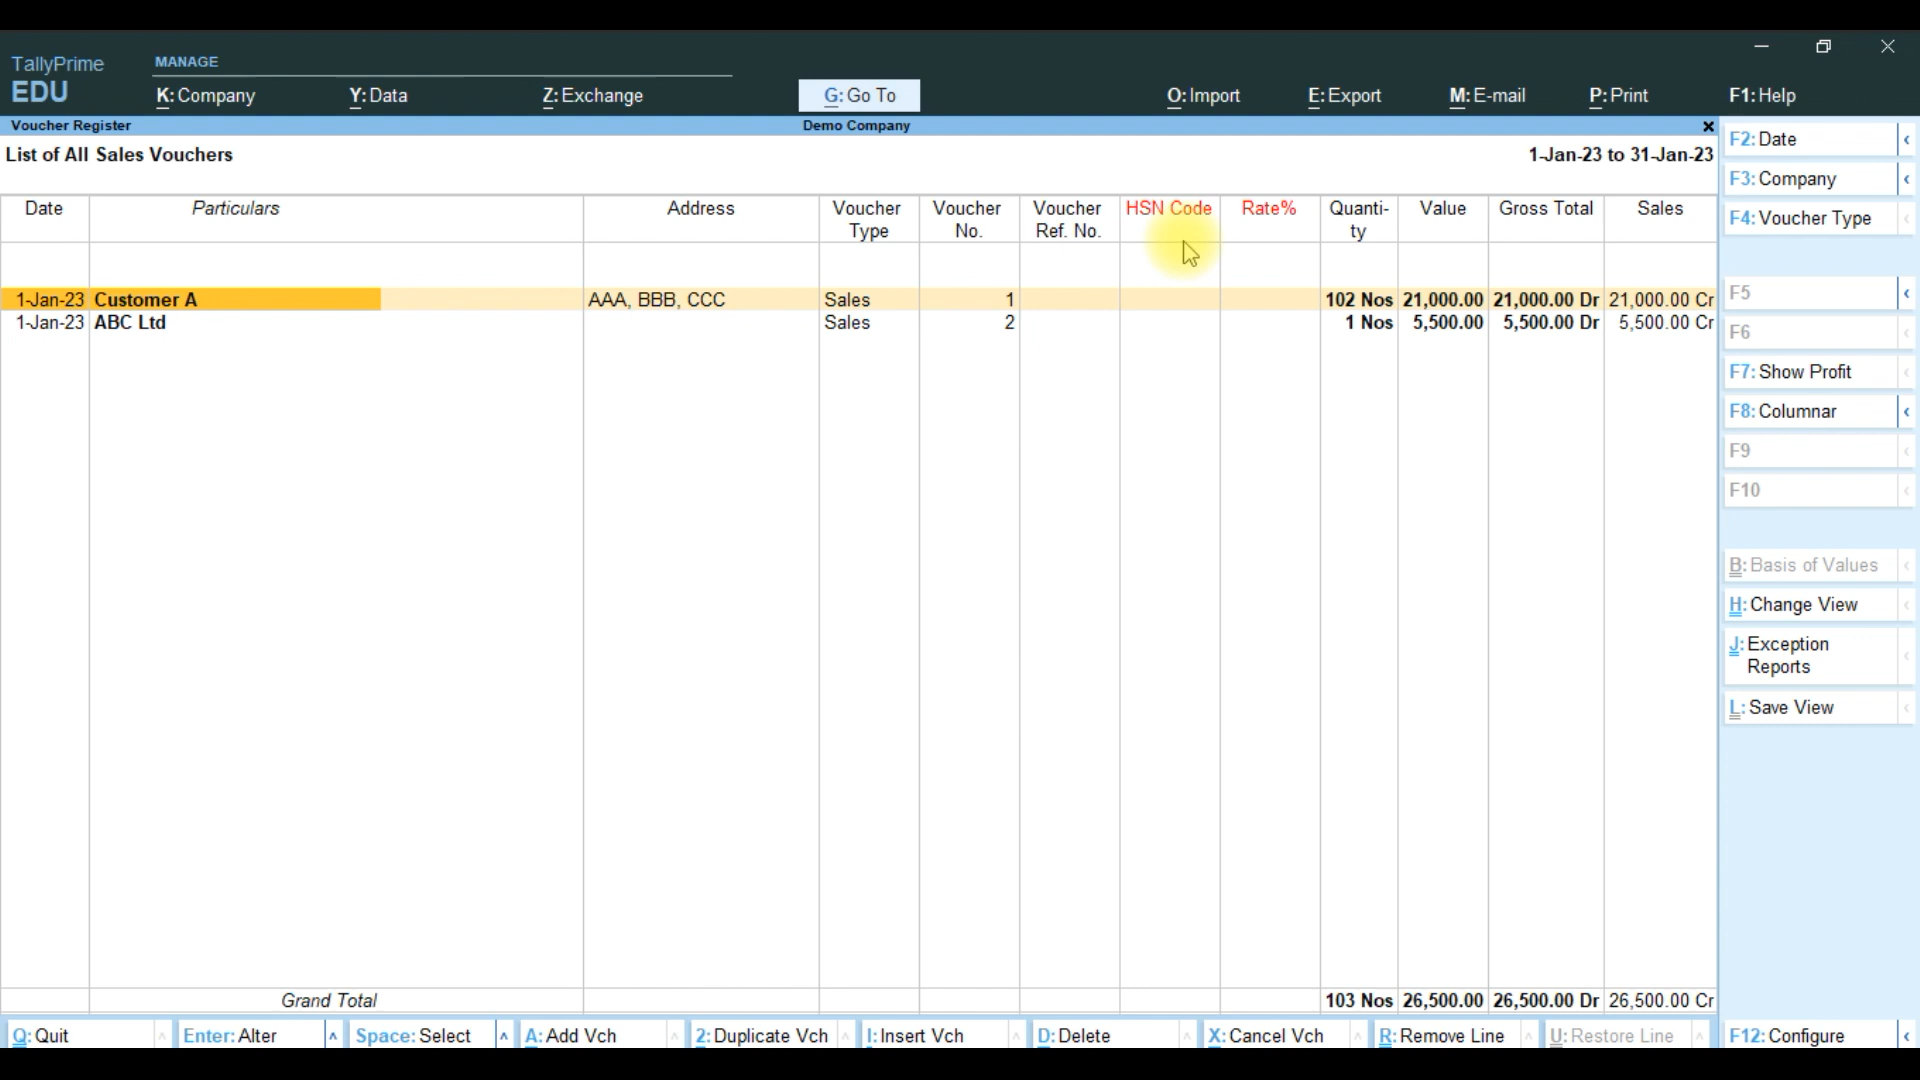 TallyPrime
EDU
MANAGE
K: Company
Y: Data
Z: Exchange
G: Go To
O: Import
E: Export
M: E-mail
P: Print
F1: Help
Voucher Register
Demo Company
List of All Sales Vouchers
1-Jan-23 to 31-Jan-23
Date Particulars Address Voucher Voucher Voucher HSN Code Rate% Quanti- Value Gross Total Sales
Type No. Ref. No. ty
1-Jan-23 Customer A AAA, BBB, CCC Sales 1 102 Nos 21,000.00 21,000.00 Dr 21,000.00 Cr
1-Jan-23 ABC Ltd Sales 2 1 Nos 5,500.00 5,500.00 Dr 5,500.00 Cr
Grand Total 103 Nos 26,500.00 26,500.00 Dr 26,500.00 Cr
F2: Date
F3: Company
F4: Voucher Type
F5
F6
F7: Show Profit
F8: Columnar
F9
F10
B: Basis of Values
H: Change View
J: Exception
Reports
L: Save View
Q: Quit
Enter: Alter
Space: Select
A: Add Vch
2: Duplicate Vch
I: Insert Vch
D: Delete
X: Cancel Vch
R: Remove Line
U: Restore Line
F12: Configure